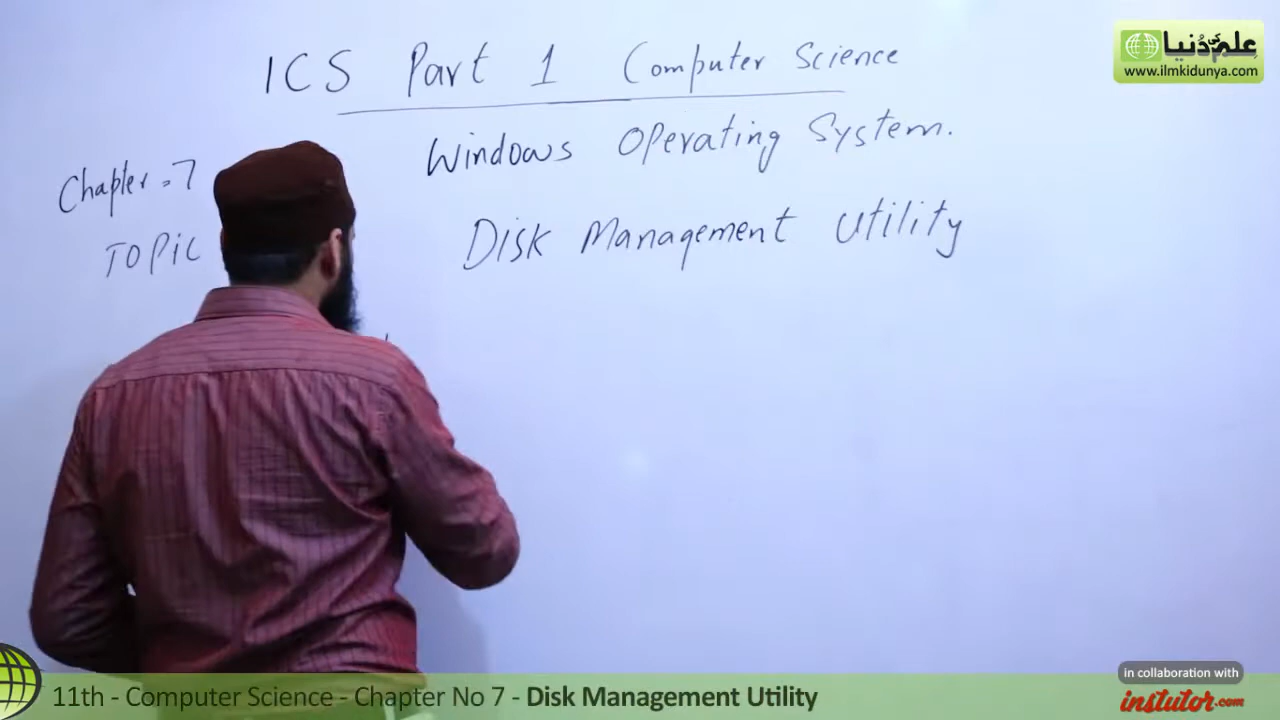 ICS Part 1 Computer Science
Windows Operating System.
Chapter = 7
TOPIC
Disk Management Utility
علم کی دُنیا
www.ilmkidunya.com
11th - Computer Science - Chapter No 7 - Disk Management Utility
in collaboration with
instutor.com